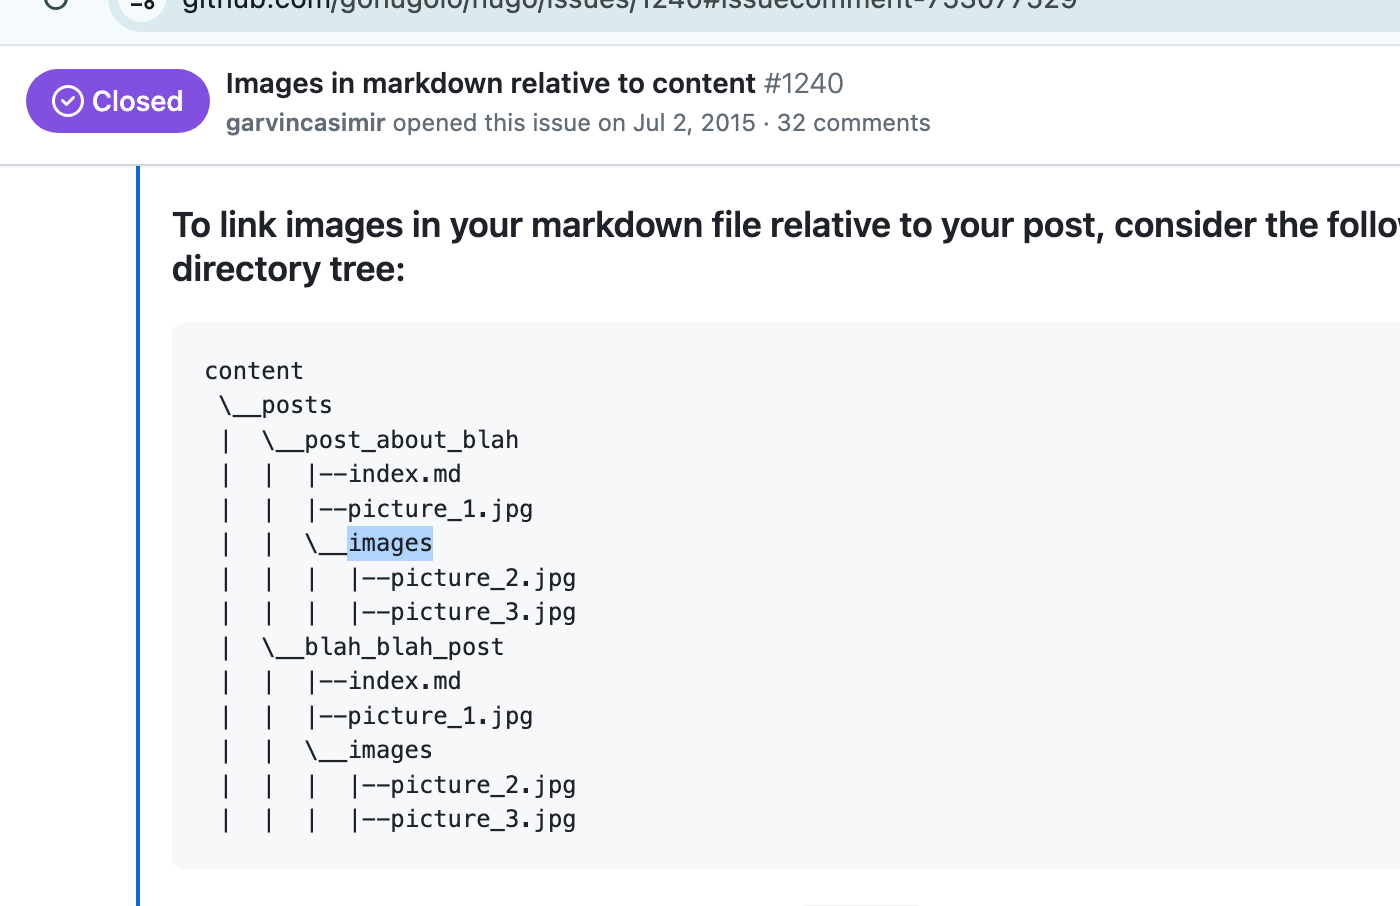 github.com/gohugoio/hugo/issues/1240#issuecomment-753077529
Closed
Images in markdown relative to content #1240
garvincasimir opened this issue on Jul 2, 2015 · 32 comments
To link images in your markdown file relative to your post, consider the follo
directory tree:
content
 \__posts
 |  \__post_about_blah
 |  |  |--index.md
 |  |  |--picture_1.jpg
 |  |  \__images
 |  |  |  |--picture_2.jpg
 |  |  |  |--picture_3.jpg
 |  \__blah_blah_post
 |  |  |--index.md
 |  |  |--picture_1.jpg
 |  |  \__images
 |  |  |  |--picture_2.jpg
 |  |  |  |--picture_3.jpg